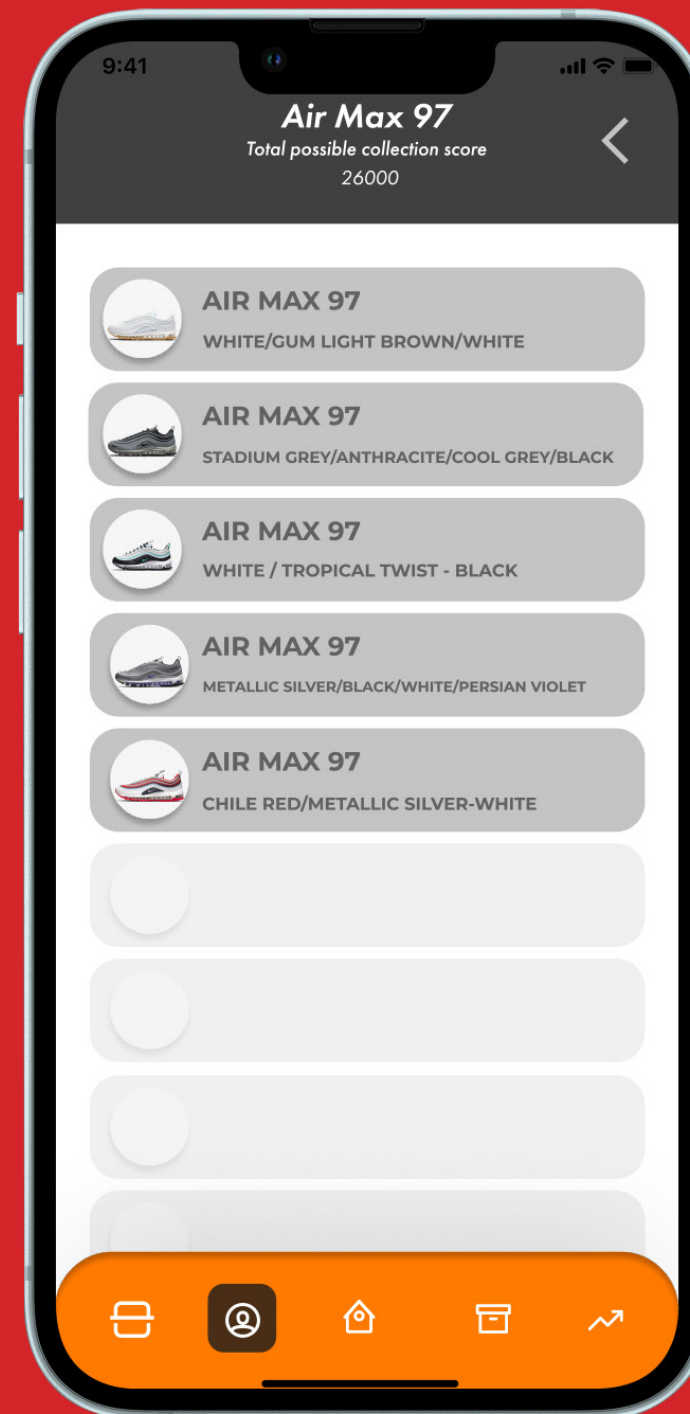 9:41
Air Max 97
Total possible collection score
26000
AIR MAX 97
WHITE/GUM LIGHT BROWN/WHITE
AIR MAX 97
STADIUM GREY/ANTHRACITE/COOL GREY/BLACK
AIR MAX 97
WHITE / TROPICAL TWIST - BLACK
AIR MAX 97
METALLIC SILVER/BLACK/WHITE/PERSIAN VIOLET
AIR MAX 97
CHILE RED/METALLIC SILVER-WHITE